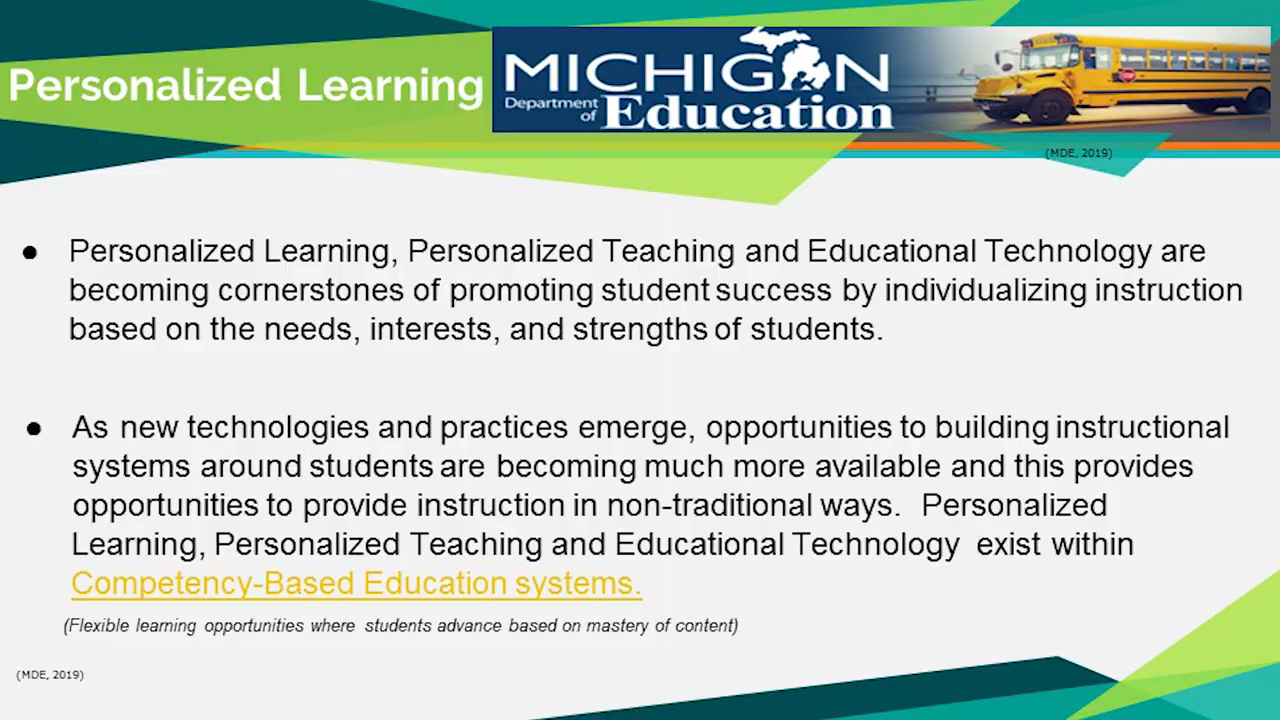 Personalized Learning
MICHIGAN
Department of
Education
STOP
(MDE, 2019)
● Personalized Learning, Personalized Teaching and Educational Technology are
becoming cornerstones of promoting student success by individualizing instruction
based on the needs, interests, and strengths of students.
● As new technologies and practices emerge, opportunities to building instructional
systems around students are becoming much more available and this provides
opportunities to provide instruction in non-traditional ways. Personalized
Learning, Personalized Teaching and Educational Technology exist within
Competency-Based Education systems.
(Flexible learning opportunities where students advance based on mastery of content)
(MDE, 2019)